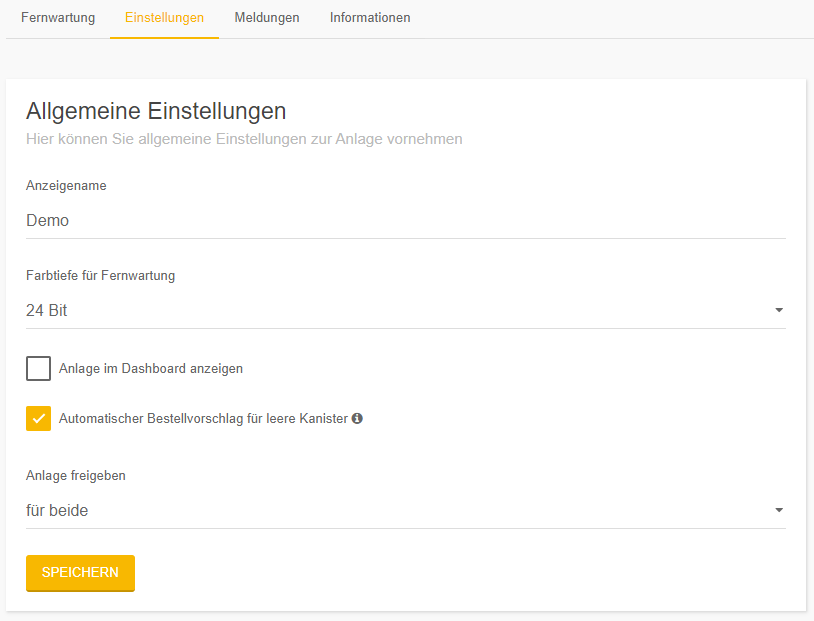 Fernwartung Einstellungen Meldungen Informationen
Allgemeine Einstellungen
Hier können Sie allgemeine Einstellungen zur Anlage vornehmen
Anzeigename
Demo
Farbtiefe für Fernwartung
24 Bit
Anlage im Dashboard anzeigen
Automatischer Bestellvorschlag für leere Kanister
Anlage freigeben
für beide
SPEICHERN